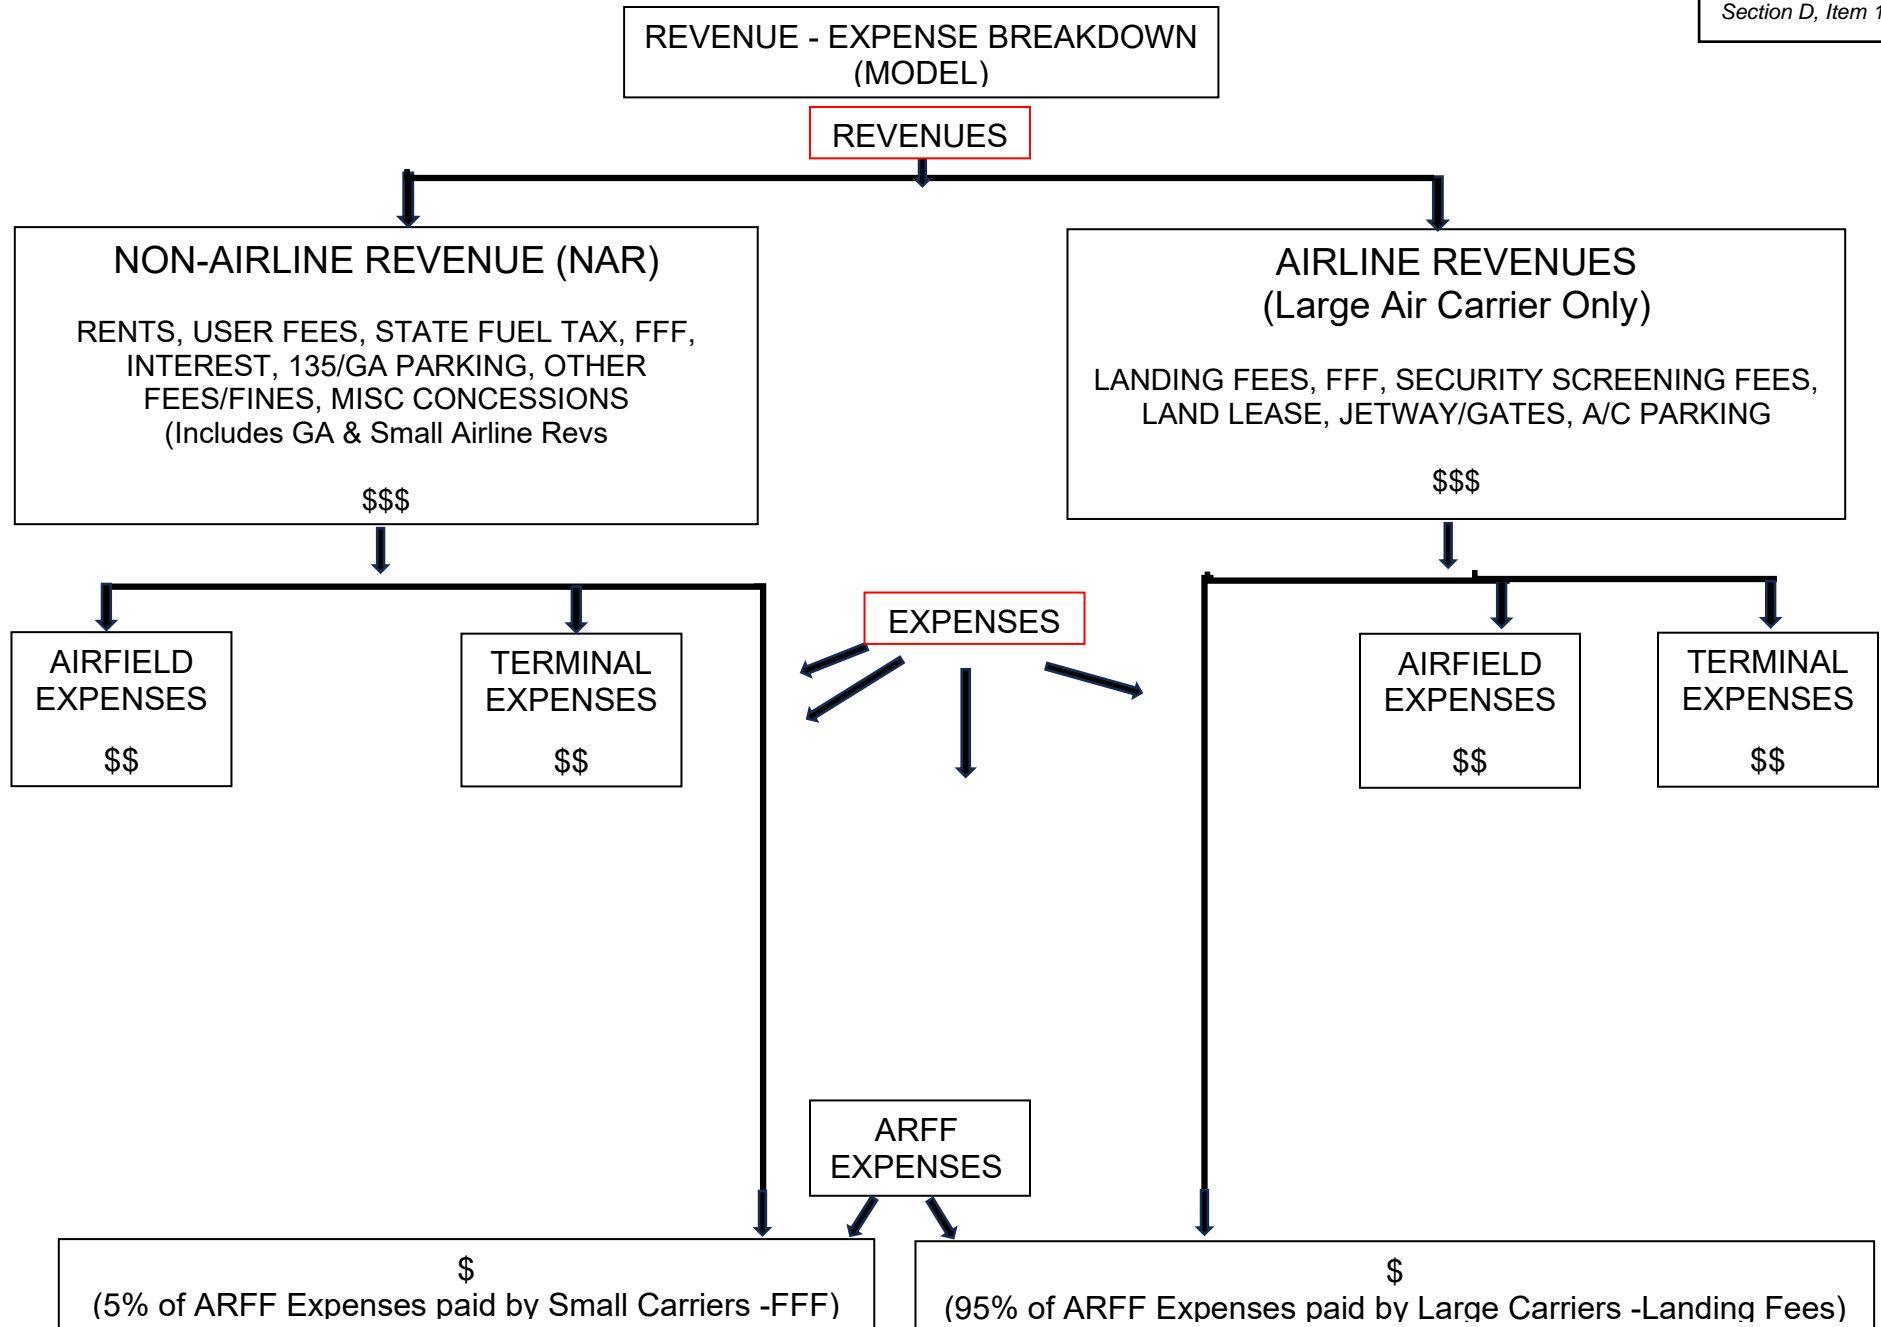 Section D, Item 1
REVENUE - EXPENSE BREAKDOWN
(MODEL)
REVENUES
NON-AIRLINE REVENUE (NAR)
RENTS, USER FEES, STATE FUEL TAX, FFF,
INTEREST, 135/GA PARKING, OTHER
FEES/FINES, MISC CONCESSIONS
(Includes GA & Small Airline Revs
$$$
AIRLINE REVENUES
(Large Air Carrier Only)
LANDING FEES, FFF, SECURITY SCREENING FEES,
LAND LEASE, JETWAY/GATES, A/C PARKING
$$$
EXPENSES
AIRFIELD
EXPENSES
$$
TERMINAL
EXPENSES
$$
AIRFIELD
EXPENSES
$$
TERMINAL
EXPENSES
$$
ARFF
EXPENSES
$
(5% of ARFF Expenses paid by Small Carriers -FFF)
$
(95% of ARFF Expenses paid by Large Carriers -Landing Fees)